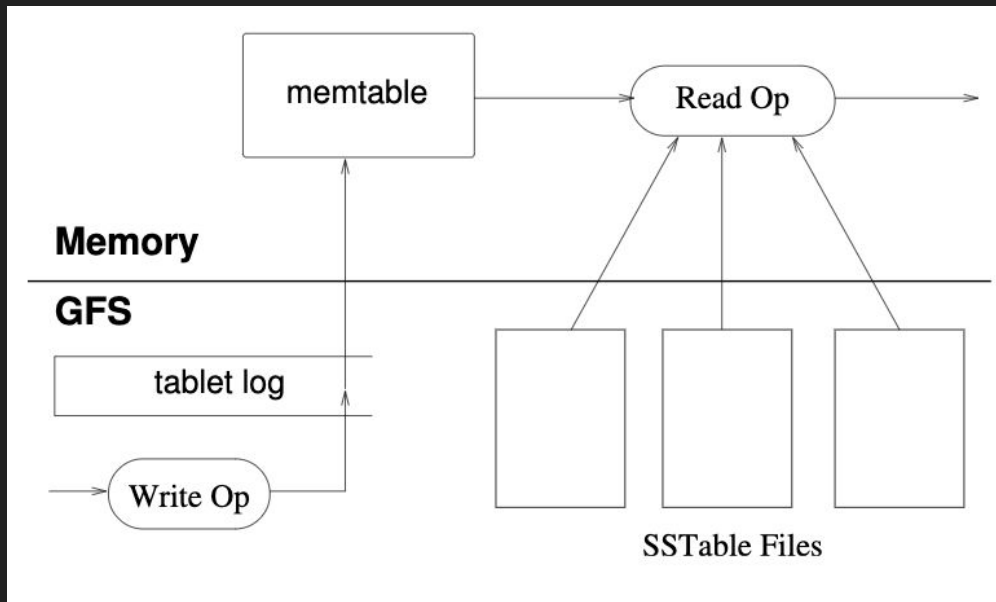 memtable
Read Op
Memory
GFS
tablet log
Write Op
SSTable Files